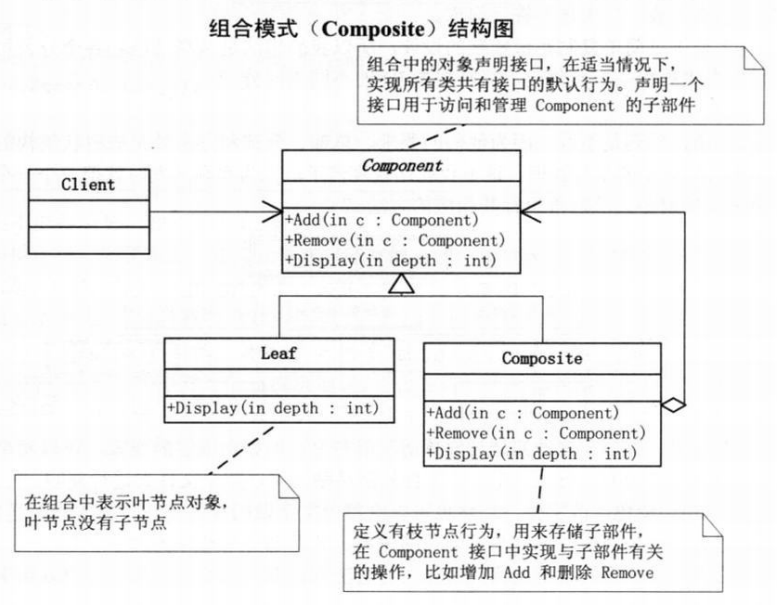 组合模式（Composite）结构图
组合中的对象声明接口，在适当情况下，
实现所有类共有接口的默认行为。声明一个
接口用于访问和管理 Component 的子部件
Component
+Add(in c : Component)
+Remove(in c : Component)
+Display(in depth : int)
Client
Leaf
+Display(in depth : int)
Composite
+Add(in c : Component)
+Remove(in c : Component)
+Display(in depth : int)
在组合中表示叶节点对象，
叶节点没有子节点
定义有枝节点行为，用来存储子部件，
在 Component 接口中实现与子部件有关
的操作，比如增加 Add 和删除 Remove